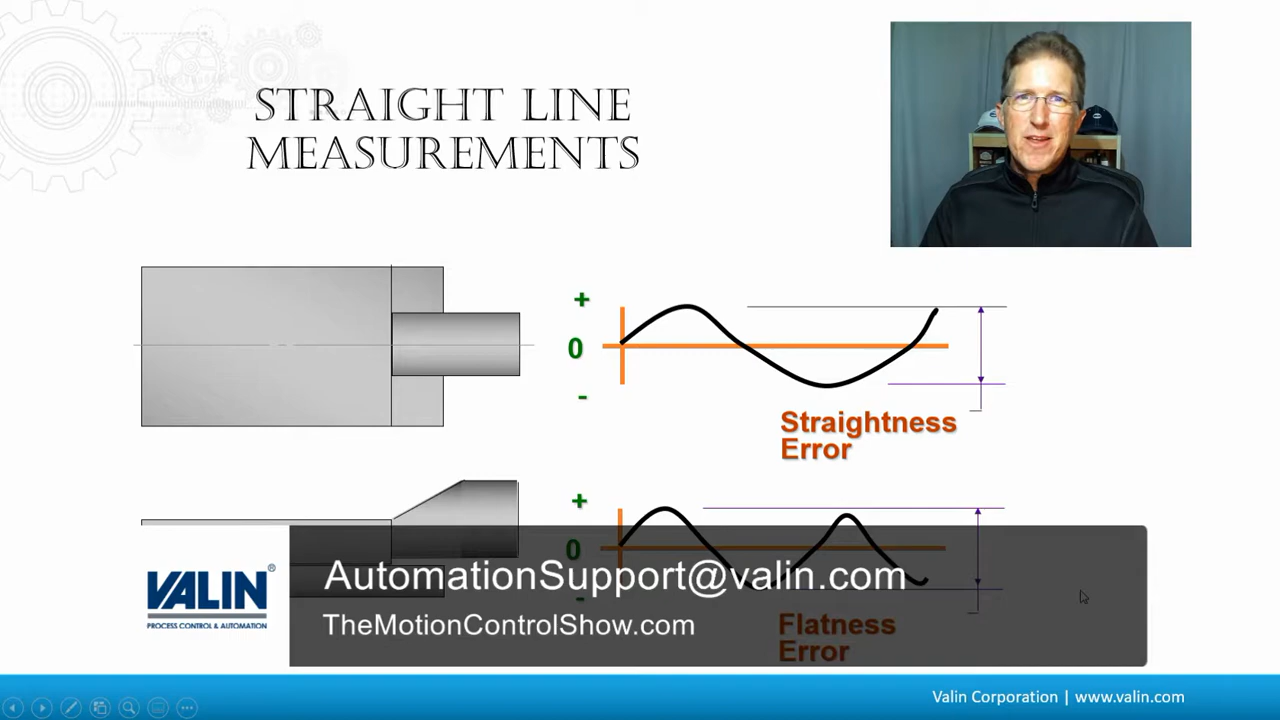 STRAIGHT LINE
MEASUREMENTS
+
0
-
Straightness
Error
+
0
-
Flatness
Error
AutomationSupport@valin.com
TheMotionControlShow.com
VALIN®
PROCESS CONTROL & AUTOMATION
Valin Corporation | www.valin.com